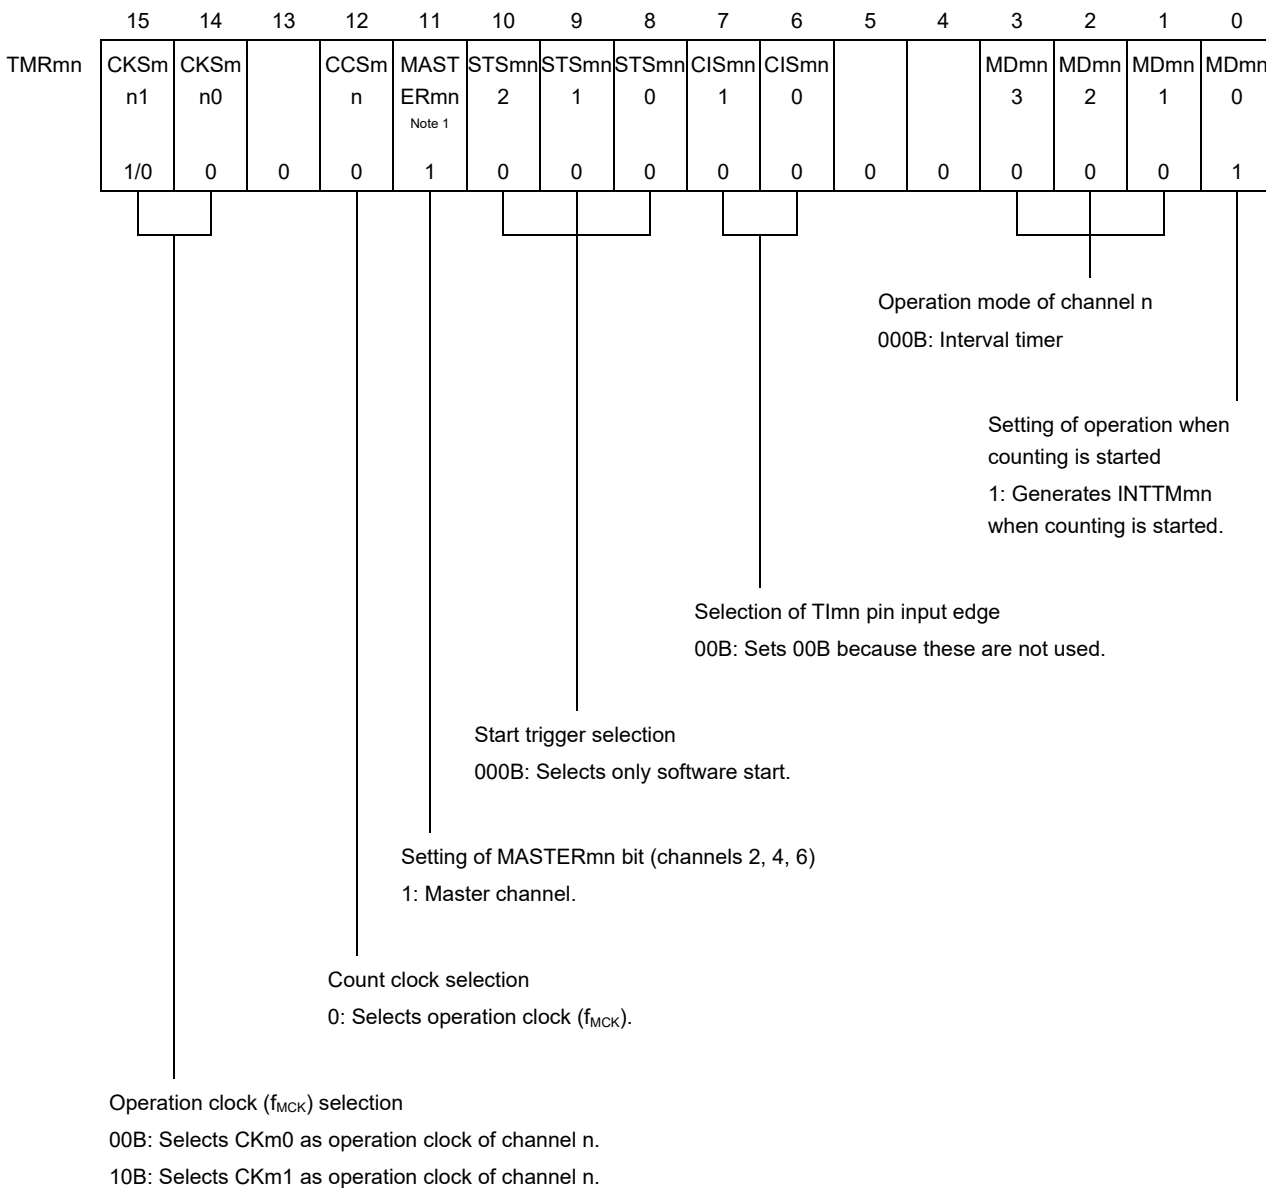 15 14 13 12 11 10 9 8 7 6 5 4 3 2 1 0
TMRmn CKSm CKSm CCSm MAST STSmn STSmn STSmn CISmn CISmn MDmn MDmn MDmn MDmn
n1 n0 n ERmn 2 1 0 1 0 3 2 1 0
Note 1
1/0 0 0 0 1 0 0 0 0 0 0 0 0 0 0 1
Operation mode of channel n
000B: Interval timer
Setting of operation when
counting is started
1: Generates INTTMmn
when counting is started.
Selection of TImn pin input edge
00B: Sets 00B because these are not used.
Start trigger selection
000B: Selects only software start.
Setting of MASTERmn bit (channels 2, 4, 6)
1: Master channel.
Count clock selection
0: Selects operation clock (fMCK).
Operation clock (fMCK) selection
00B: Selects CKm0 as operation clock of channel n.
10B: Selects CKm1 as operation clock of channel n.